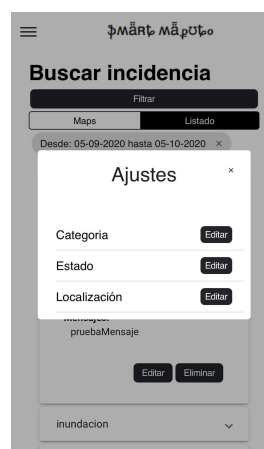 Smart Maputo
Buscar incidencia
Filtrar
Maps
Listado
Desde: 05-09-2020 hasta 05-10-2020 ×
Ajustes ×
Categoria Editar
Estado Editar
Localización Editar
Mensajes:
pruebaMensaje
Editar Eliminar
inundacion